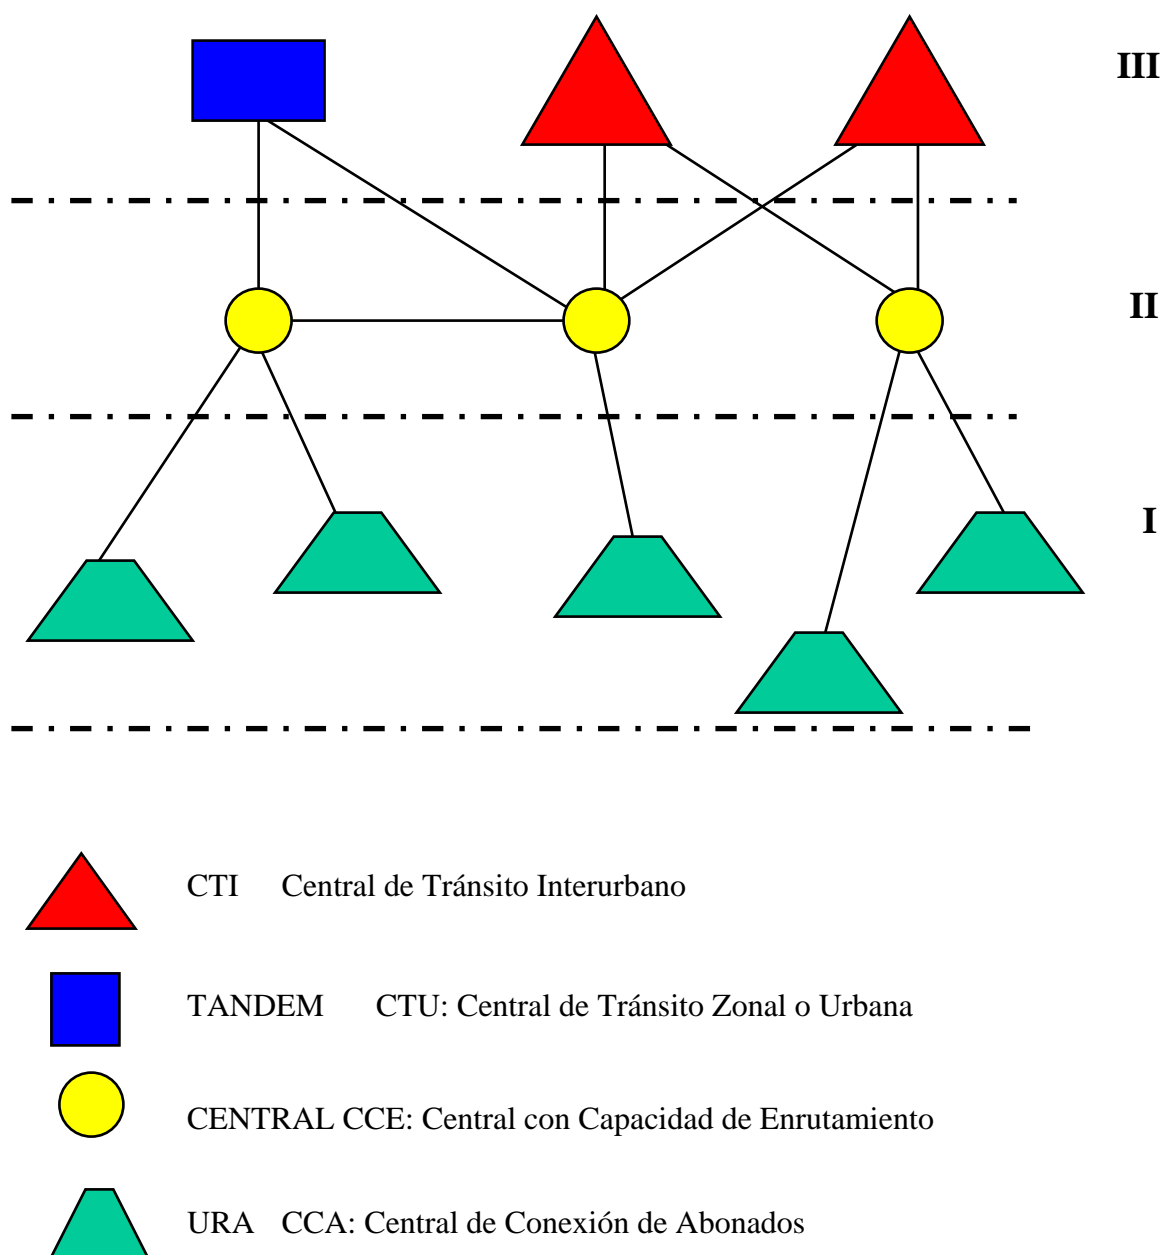 III
II
I
CTI Central de Tránsito Interurbano
TANDEM CTU: Central de Tránsito Zonal o Urbana
CENTRAL CCE: Central con Capacidad de Enrutamiento
URA CCA: Central de Conexión de Abonados